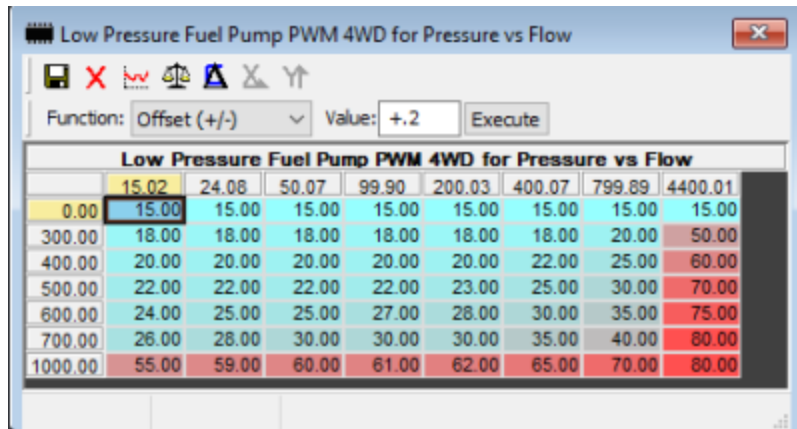 Low Pressure Fuel Pump PWM 4WD for Pressure vs Flow
Function: Offset (+/-) Value: +.2 Execute
Low Pressure Fuel Pump PWM 4WD for Pressure vs Flow
15.02 24.08 50.07 99.90 200.03 400.07 799.89 4400.01
0.00 15.00 15.00 15.00 15.00 15.00 15.00 15.00 15.00
300.00 18.00 18.00 18.00 18.00 18.00 18.00 20.00 50.00
400.00 20.00 20.00 20.00 20.00 20.00 22.00 25.00 60.00
500.00 22.00 22.00 22.00 22.00 23.00 25.00 30.00 70.00
600.00 24.00 25.00 25.00 27.00 28.00 30.00 35.00 75.00
700.00 26.00 28.00 30.00 30.00 30.00 35.00 40.00 80.00
1000.00 55.00 59.00 60.00 61.00 62.00 65.00 70.00 80.00